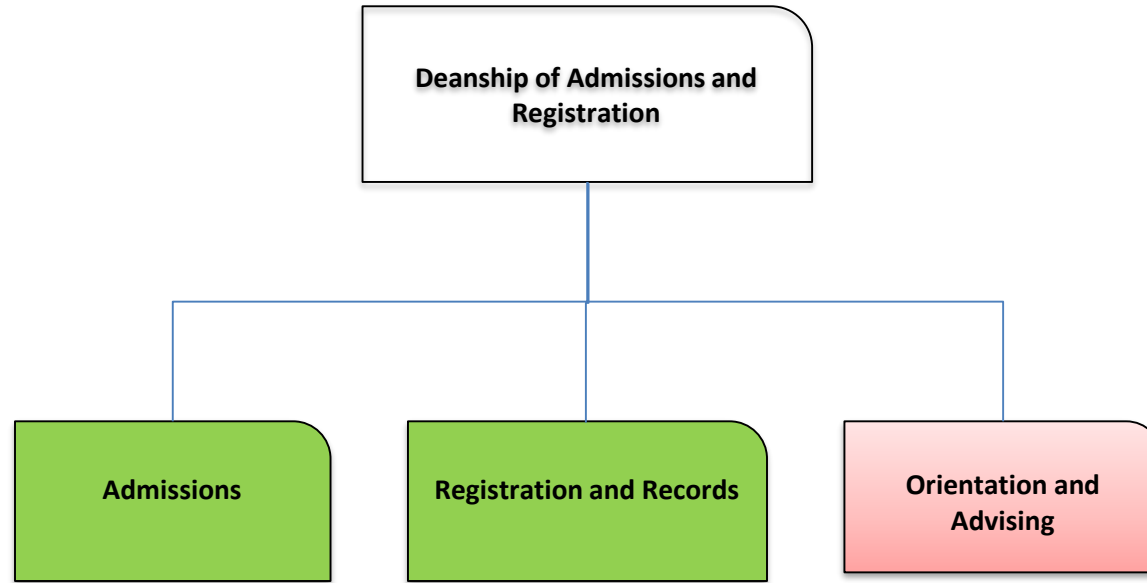 Deanship of Admissions and
Registration
Admissions
Registration and Records
Orientation and
Advising